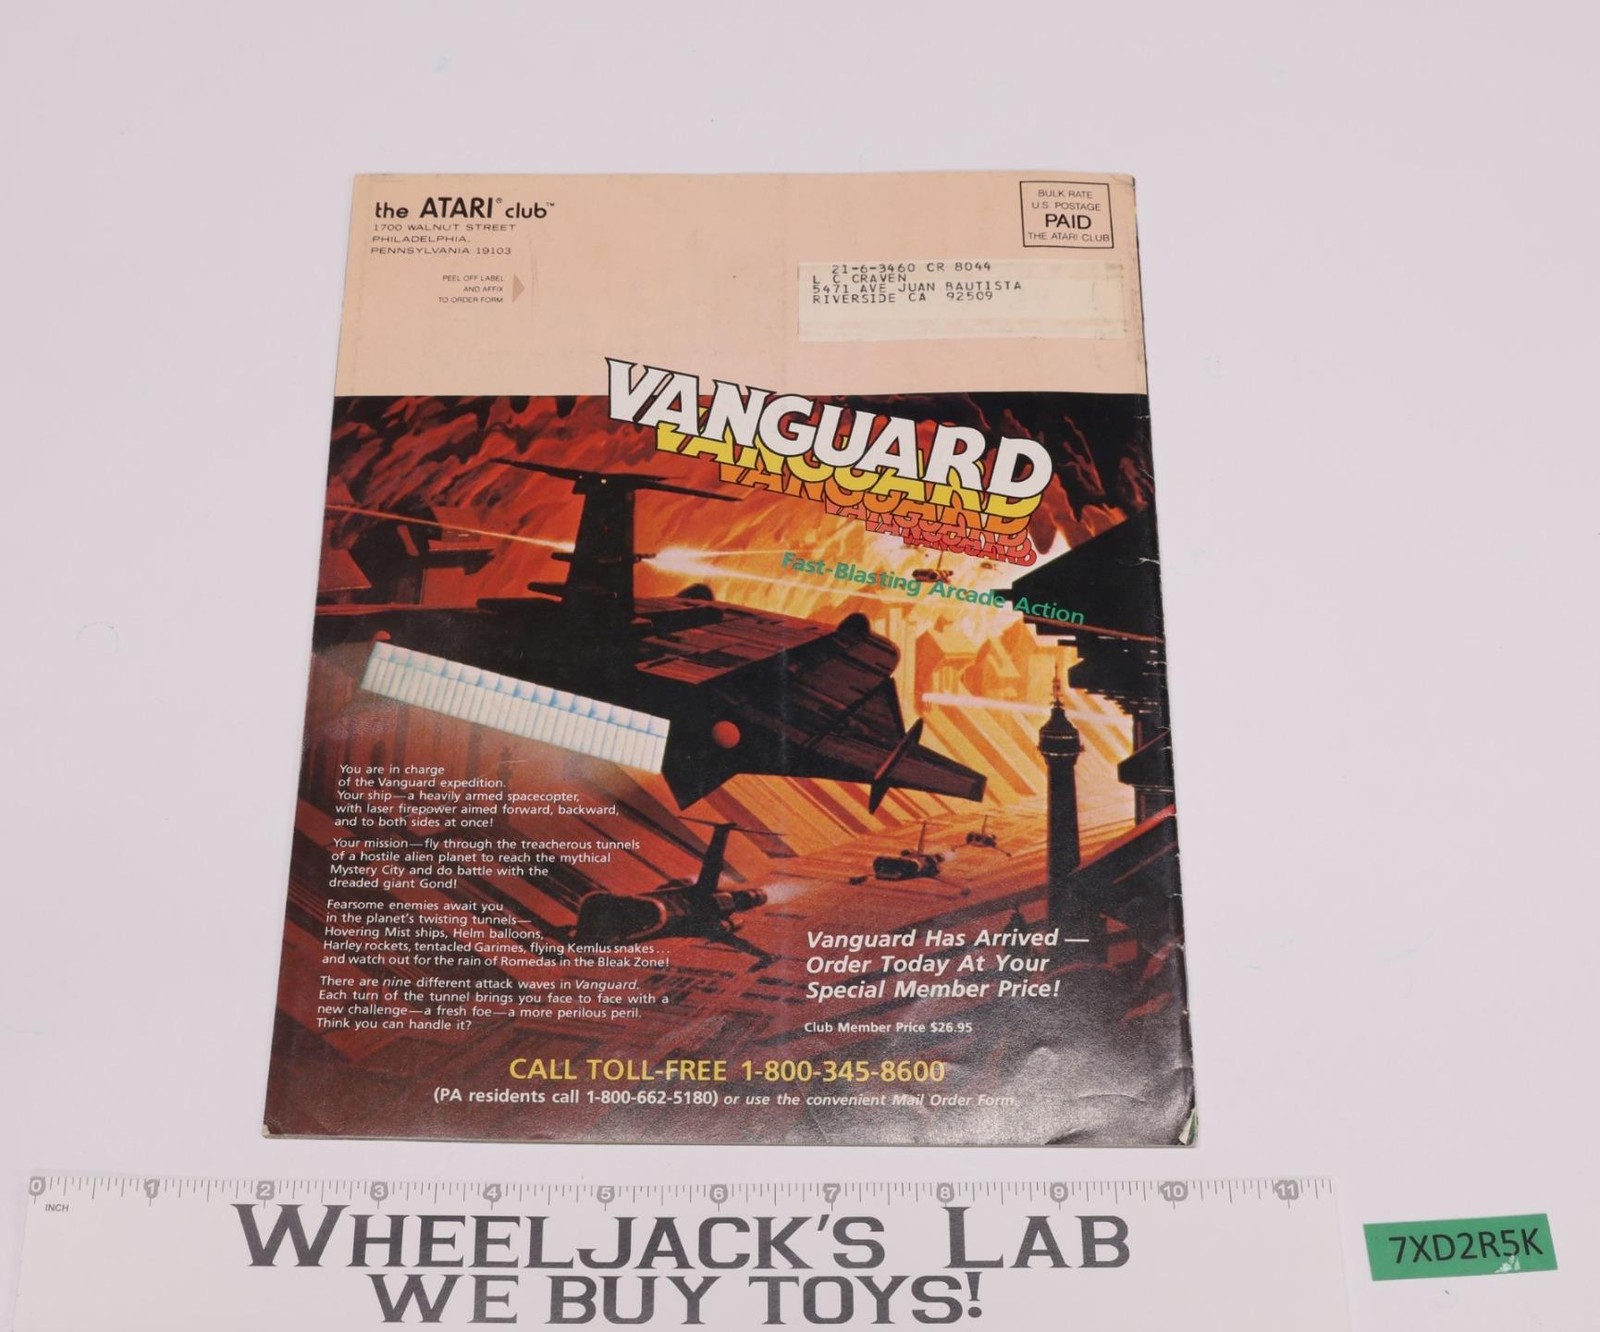 the ATARI® club™
1700 WALNUT STREET
PHILADELPHIA,
PENNSYLVANIA 19103
PEEL OFF LABEL
AND AFFIX
TO ORDER FORM
BULK RATE
U.S. POSTAGE
PAID
THE ATARI CLUB
21-6-3460 CR 8044
L C CRAVEN
5471 AVE JUAN BAUTISTA
RIVERSIDE CA 92509
VANGUARD
VANGUARD
VANGUARD
VANGUARD
VANGUARD
VANGUARD
Fast-Blasting Arcade Action
You are in charge
of the Vanguard expedition.
Your ship—a heavily armed spacecopter,
with laser firepower aimed forward, backward,
and to both sides at once!
Your mission—fly through the treacherous tunnels
of a hostile alien planet to reach the mythical
Mystery City and do battle with the
dreaded giant Gond!
Fearsome enemies await you
in the planet's twisting tunnels—
Hovering Mist ships, Helm balloons,
Harley rockets, tentacled Garimes, flying Kemlus snakes...
and watch out for the rain of Romedas in the Bleak Zone!
There are nine different attack waves in Vanguard.
Each turn of the tunnel brings you face to face with a
new challenge—a fresh foe—a more perilous peril.
Think you can handle it?
Vanguard Has Arrived —
Order Today At Your
Special Member Price!
Club Member Price $26.95
CALL TOLL-FREE 1-800-345-8600
(PA residents call 1-800-662-5180) or use the convenient Mail Order Form.
0 1 2 3 4 5 6 7 8 9 10 11
INCH
WHEELJACK'S LAB
WE BUY TOYS!
7XD2R5K